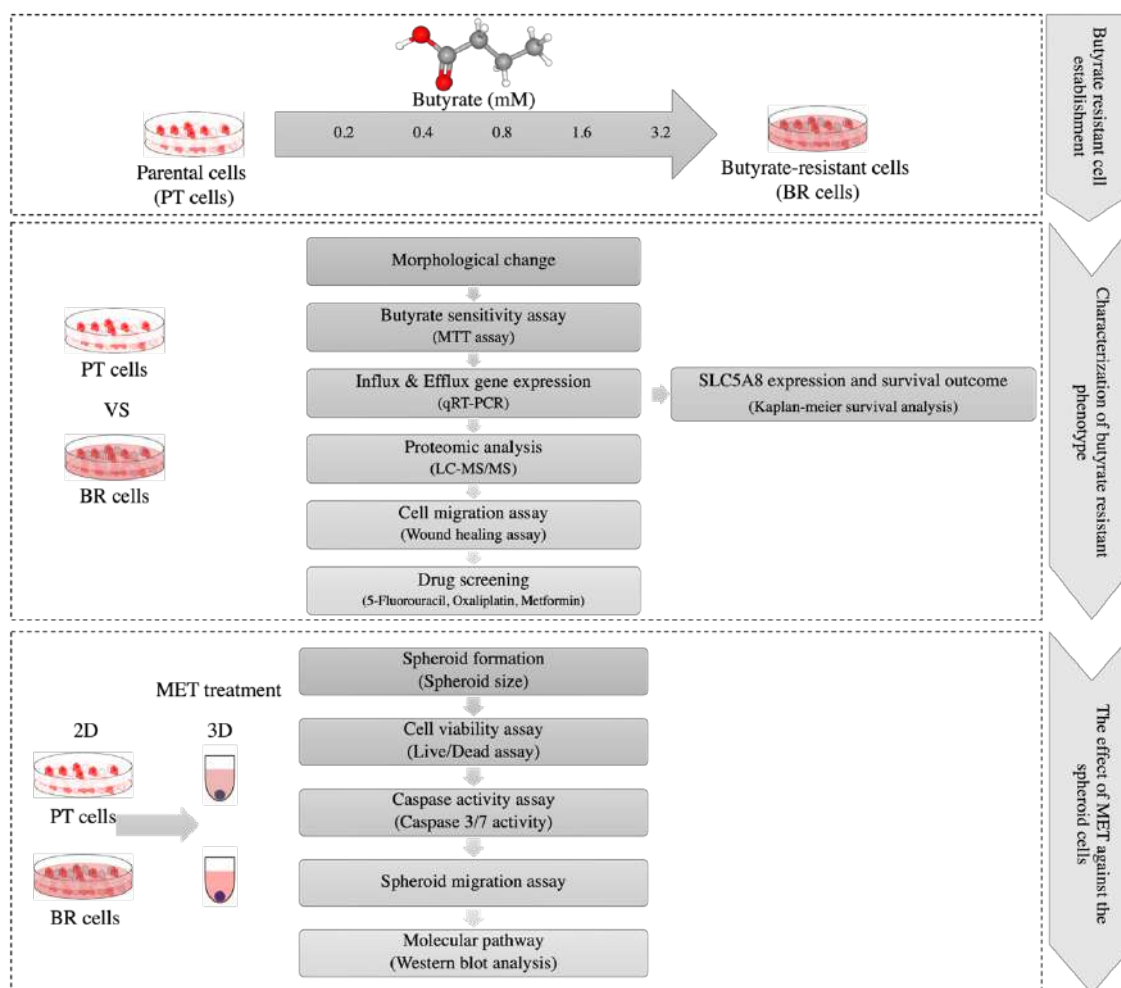 Butyrate (mM)
0.2 0.4 0.8 1.6 3.2
Parental cells
(PT cells)
Butyrate-resistant cells
(BR cells)
Butyrate resistant cell
establishment
Morphological change
Butyrate sensitivity assay
(MTT assay)
Influx & Efflux gene expression
(qRT-PCR)
SLC5A8 expression and survival outcome
(Kaplan-meier survival analysis)
Proteomic analysis
(LC-MS/MS)
Cell migration assay
(Wound healing assay)
Drug screening
(5-Fluorouracil, Oxaliplatin, Metformin)
PT cells
VS
BR cells
Characterization of butyrate resistant
phenotype
MET treatment
2D
3D
PT cells
BR cells
Spheroid formation
(Spheroid size)
Cell viability assay
(Live/Dead assay)
Caspase activity assay
(Caspase 3/7 activity)
Spheroid migration assay
Molecular pathway
(Western blot analysis)
The effect of MET against the
spheroid cells